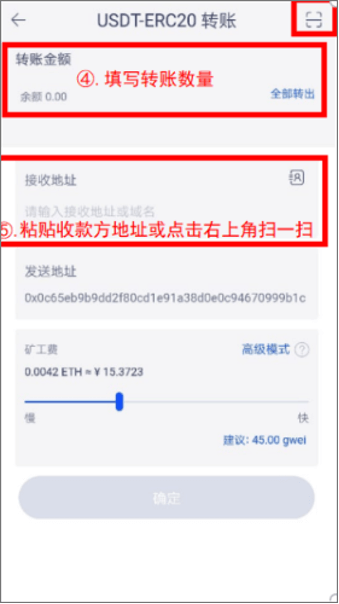 USDT-ERC20 转账
转账金额
④. 填写转账数量
余额 0.00
全部转出
接收地址
请输入接收地址或域名
⑤.粘贴收款方地址或点击右上角扫一扫
发送地址
0x0c65eb9b9dd2f80cd1e91a38d0e0c94670999b1c
矿工费
高级模式 ?
0.0042 ETH ≈ ¥ 15.3723
慢
快
建议: 45.00 gwei
确定